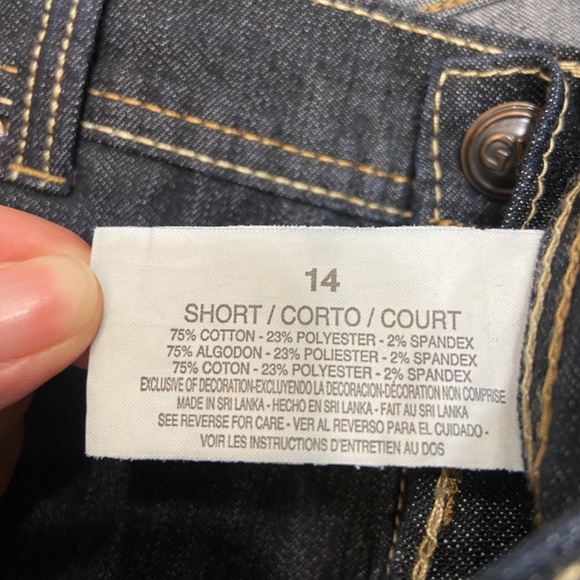 G
14
SHORT / CORTO / COURT
75% COTTON - 23% POLYESTER - 2% SPANDEX
75% ALGODON - 23% POLIESTER - 2% SPANDEX
75% COTON - 23% POLYESTER - 2% SPANDEX
EXCLUSIVE OF DECORATION-EXCLUYENDO LA DECORACION-DÉCORATION NON COMPRISE
MADE IN SRI LANKA - HECHO EN SRI LANKA - FAIT AU SRI LANKA
SEE REVERSE FOR CARE - VER AL REVERSO PARA EL CUIDADO -
VOIR LES INSTRUCTIONS D'ENTRETIEN AU DOS